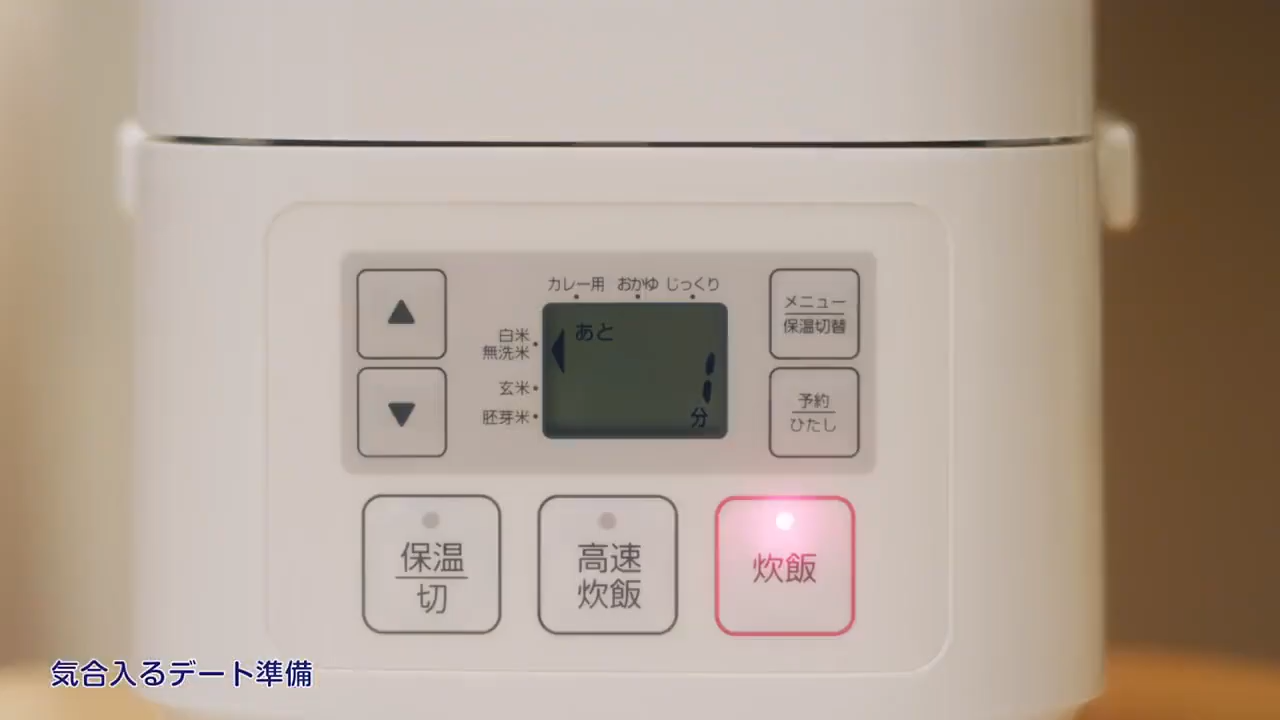 ▲
▼
カレー用 おかゆ じっくり
白米
無洗米
玄米
胚芽米
あと
1
分
メニュー
保温切替
予約
ひたし
保温
切
高速
炊飯
炊飯
気合入るデート準備